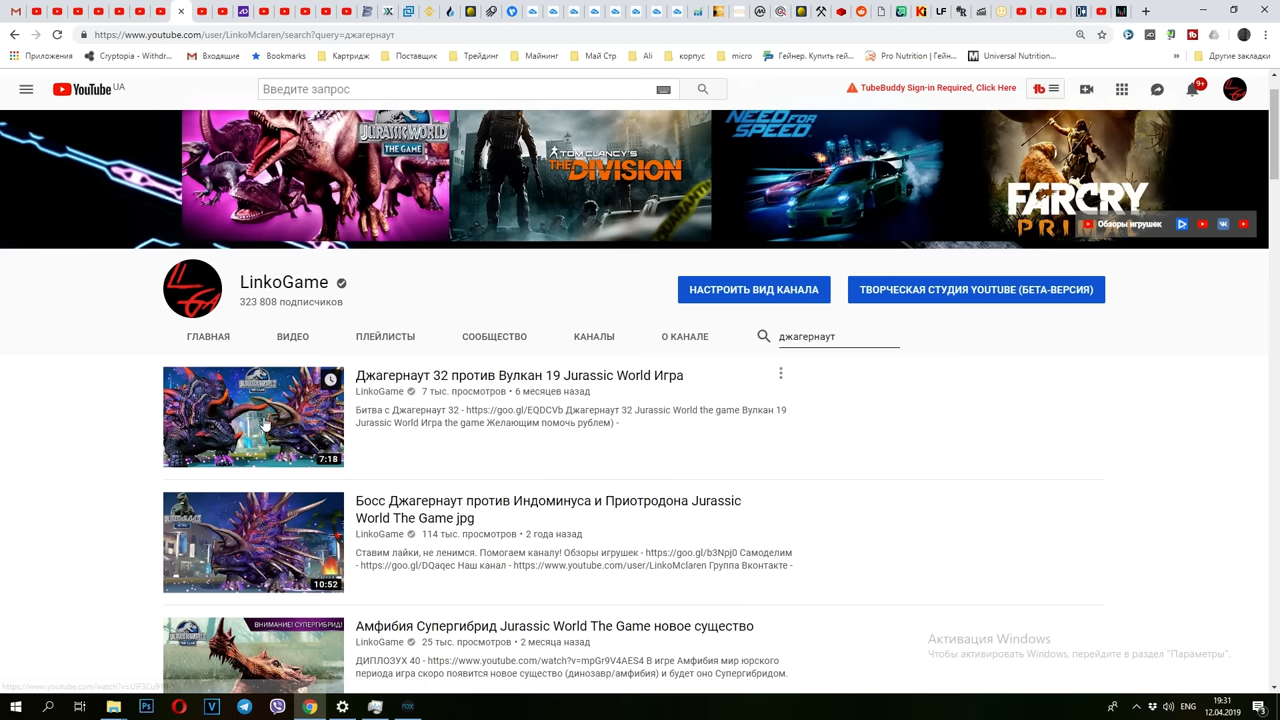 https://www.youtube.com/user/LinkoMclaren/search?query=джагернаут
Приложения
Cryptopia - Withdr...
Входящие
Bookmarks
Картридж
Поставщик
Трейдинг
Майнинг
Май Стр
Ali
корпус
micro
Гейнер. Купить гей...
Pro Nutrition | Гейн...
Universal Nutrition...
»
Другие закладки
YouTube UA
Введите запрос
TubeBuddy Sign-in Required, Click Here
9+
JURASSIC WORLD
THE GAME
TOM CLANCY'S
THE DIVISION
NEED FOR
SPEED
FARCRY
PRI
Обзоры игрушек
LinkoGame
323 808 подписчиков
НАСТРОИТЬ ВИД КАНАЛА
ТВОРЧЕСКАЯ СТУДИЯ YOUTUBE (БЕТА-ВЕРСИЯ)
ГЛАВНАЯ
ВИДЕО
ПЛЕЙЛИСТЫ
СООБЩЕСТВО
КАНАЛЫ
О КАНАЛЕ
джагернаут
Джагернаут 32 против Вулкан 19 Jurassic World Игра
LinkoGame 7 тыс. просмотров • 6 месяцев назад
Битва с Джагернаут 32 - https://goo.gl/EQDCVb Джагернаут 32 Jurassic World the game Вулкан 19
Jurassic World Игра the game Желающим помочь рублем) -
7:18
Босс Джагернаут против Индоминуса и Приотродона Jurassic
World The Game jpg
LinkoGame 114 тыс. просмотров • 2 года назад
Ставим лайки, не ленимся. Помогаем каналу! Обзоры игрушек - https://goo.gl/b3Npj0 Самоделим
- https://goo.gl/DQaqec Наш канал - https://www.youtube.com/user/LinkoMclaren Группа Вконтакте -
10:52
ВНИМАНИЕ! СУПЕРГИБРИД!
Амфибия Супергибрид Jurassic World The Game новое существо
LinkoGame 25 тыс. просмотров • 2 месяца назад
ДИПЛОЗУХ 40 - https://www.youtube.com/watch?v=mpGr9V4AES4 В игре Амфибия мир юрского
периода игра скоро появится новое существо (динозавр/амфибия) и будет оно Супергибридом.
Активация Windows
Чтобы активировать Windows, перейдите в раздел "Параметры".
19:31
12.04.2019
3